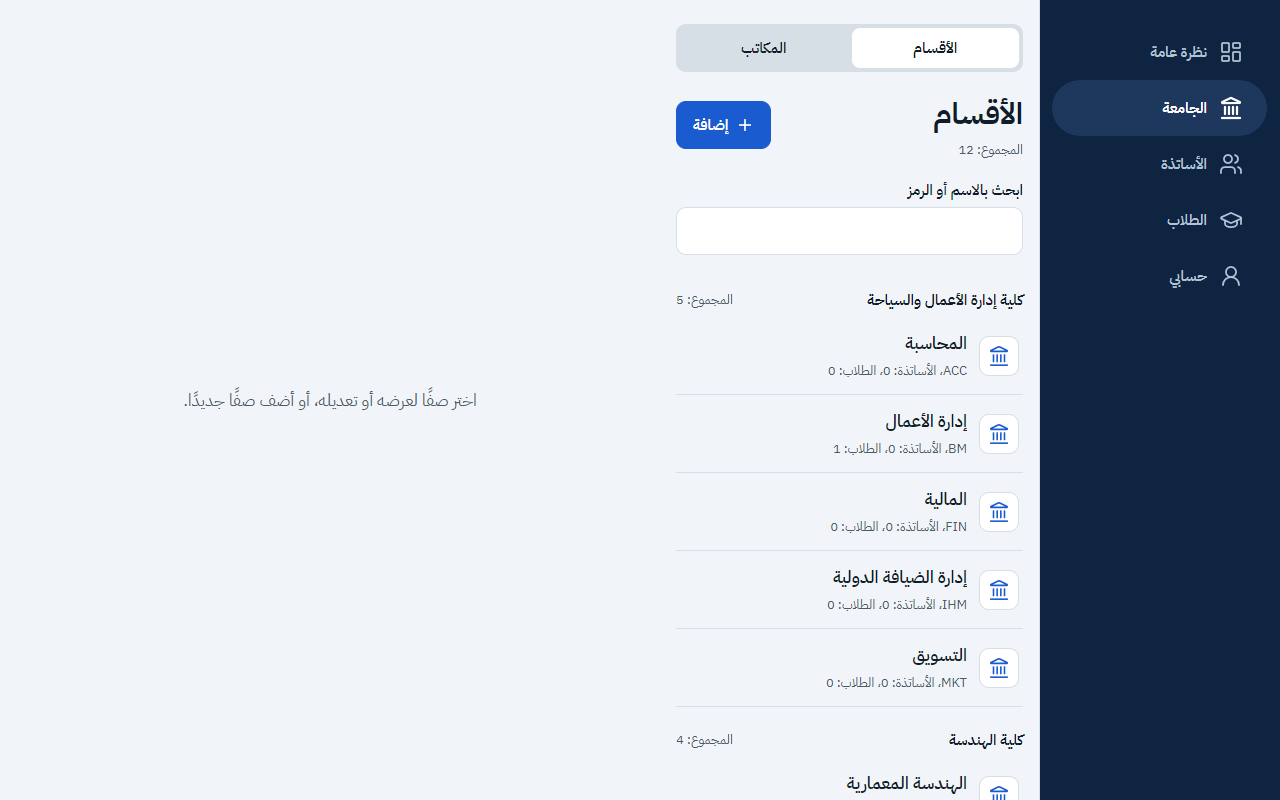 نظرة عامة
الجامعة
الأساتذة
الطلاب
حسابي
الأقسام
المكاتب
الأقسام
إضافة
المجموع: 12
ابحث بالاسم أو الرمز
كلية إدارة الأعمال والسياحة
المجموع: 5
المحاسبة
ACC، الأساتذة: 0، الطلاب: 0
إدارة الأعمال
BM، الأساتذة: 0، الطلاب: 1
المالية
FIN، الأساتذة: 0، الطلاب: 0
إدارة الضيافة الدولية
IHM، الأساتذة: 0، الطلاب: 0
التسويق
MKT، الأساتذة: 0، الطلاب: 0
كلية الهندسة
المجموع: 4
الهندسة المعمارية
اختر صفًا لعرضه أو تعديله، أو أضف صفًا جديدًا.